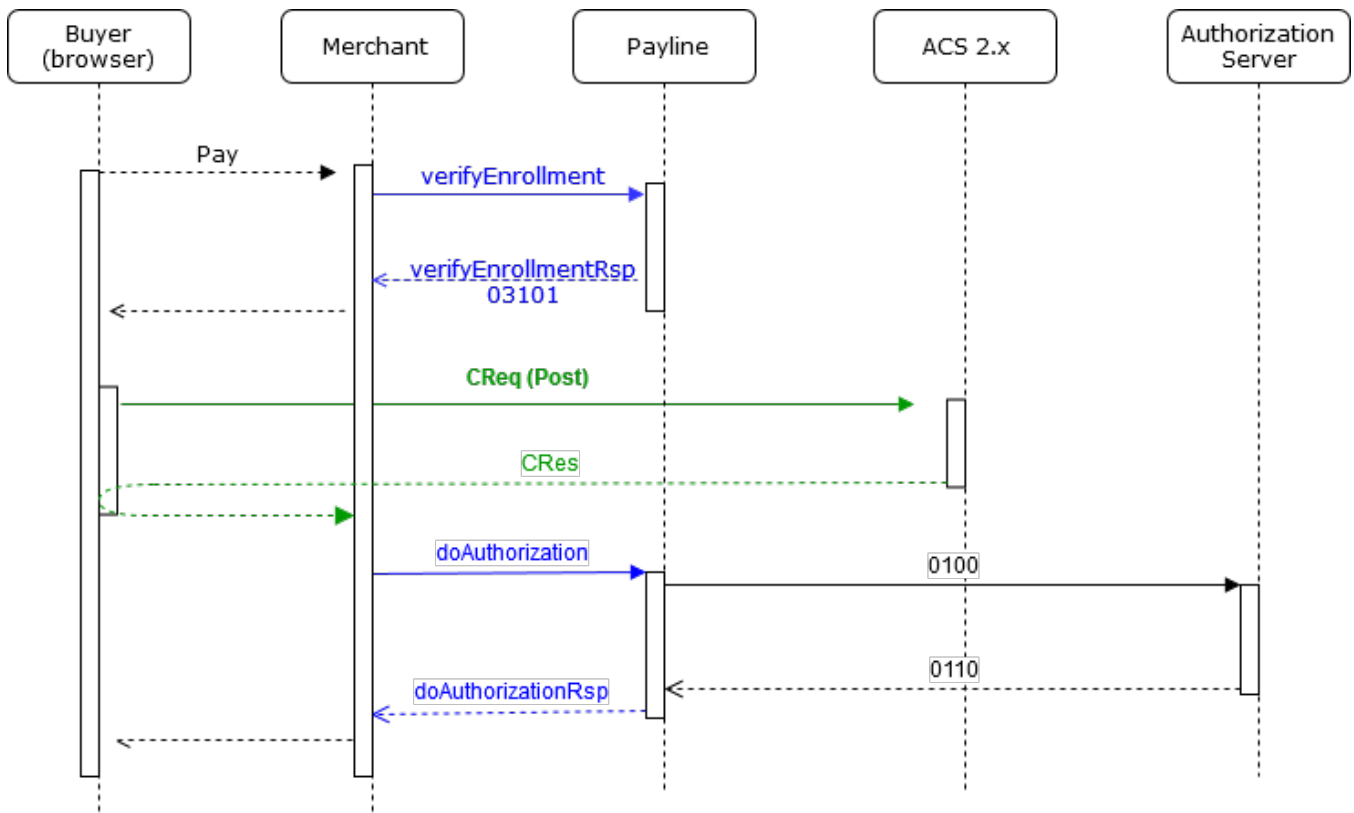 Buyer
(browser)
Merchant
Payline
ACS 2.x
Authorization
Server
Pay
verifyEnrollment
verifyEnrollmentRsp
03101
CReq (Post)
CRes
doAuthorization
0100
0110
doAuthorizationRsp